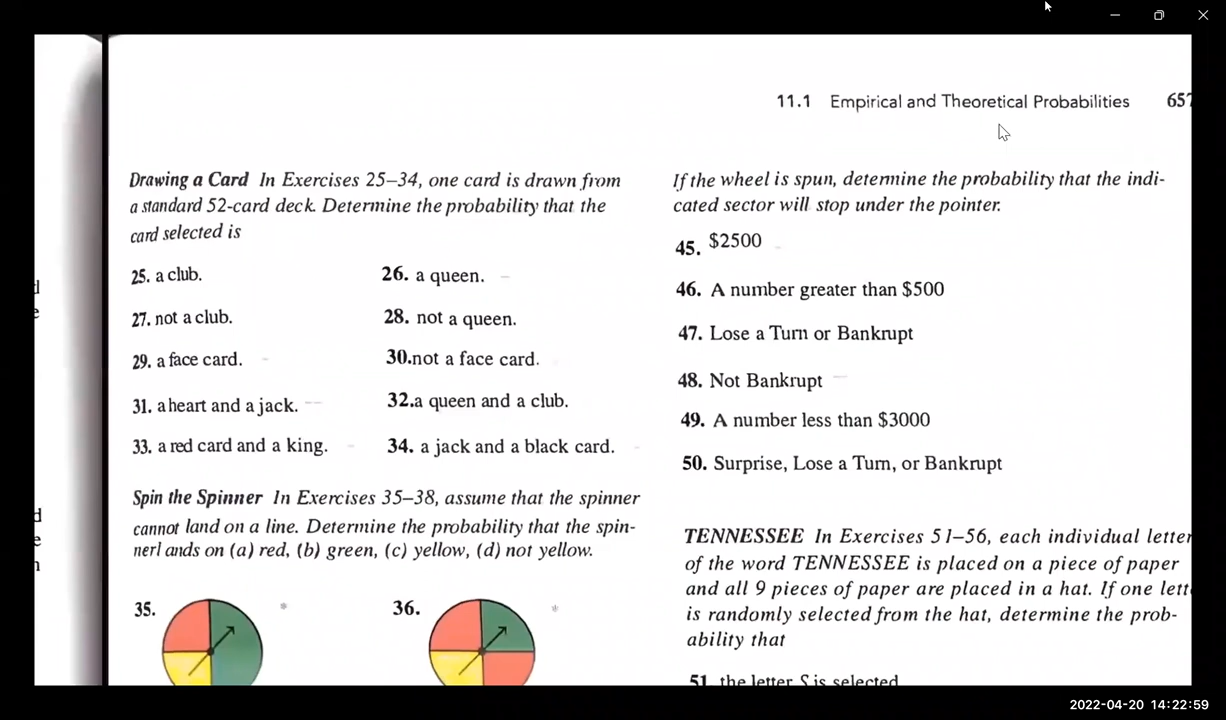 11.1 Empirical and Theoretical Probabilities 657
Drawing a Card In Exercises 25–34, one card is drawn from
a standard 52-card deck. Determine the probability that the
card selected is
25. a club.
26. a queen.
27. not a club.
28. not a queen.
29. a face card.
30.not a face card.
31. a heart and a jack.
32.a queen and a club.
33. a red card and a king.
34. a jack and a black card.
Spin the Spinner In Exercises 35–38, assume that the spinner
cannot land on a line. Determine the probability that the spin-
nerl ands on (a) red, (b) green, (c) yellow, (d) not yellow.
35.
36.
If the wheel is spun, determine the probability that the indi-
cated sector will stop under the pointer.
45. $2500
46. A number greater than $500
47. Lose a Turn or Bankrupt
48. Not Bankrupt
49. A number less than $3000
50. Surprise, Lose a Turn, or Bankrupt
TENNESSEE In Exercises 51–56, each individual letter
of the word TENNESSEE is placed on a piece of paper
and all 9 pieces of paper are placed in a hat. If one lett
is randomly selected from the hat, determine the prob-
ability that
51. the letter S is selected
2022-04-20 14:22:59